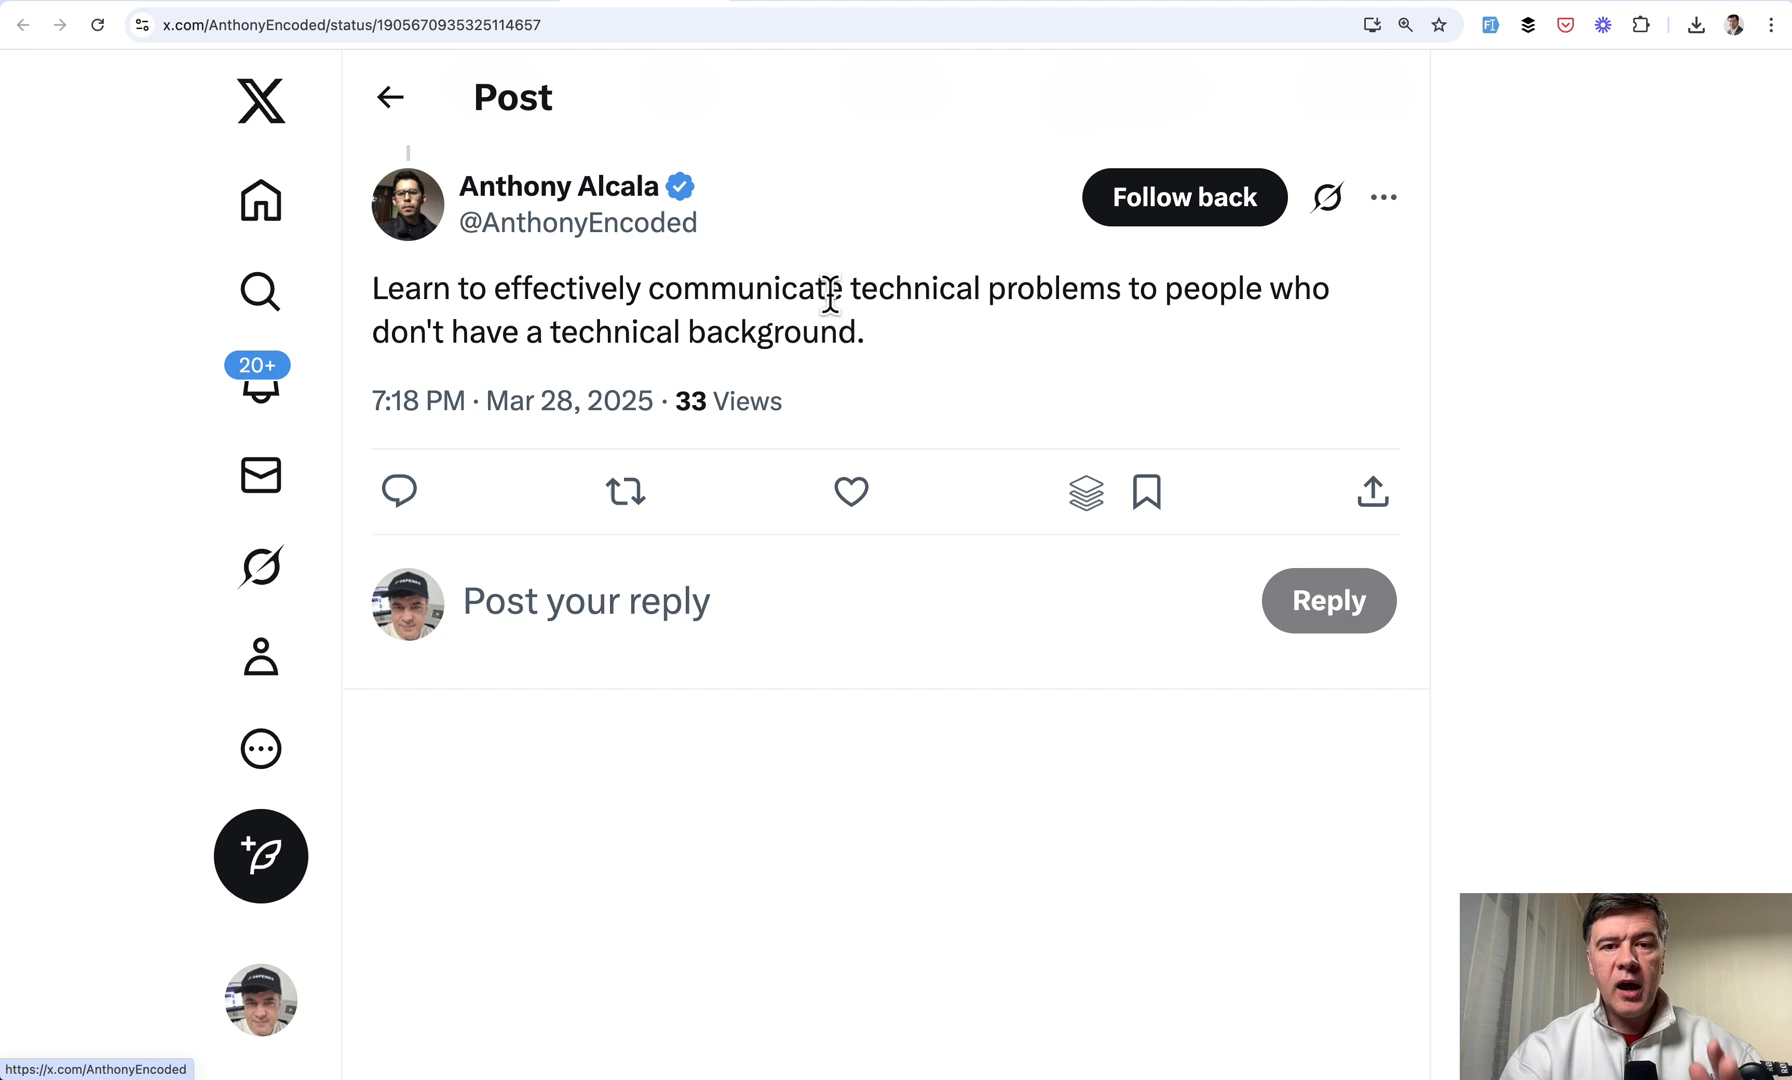 x.com/AnthonyEncoded/status/1905670935325114657
Post
Anthony Alcala
Follow back
@AnthonyEncoded
Learn to effectively communicate technical problems to people who
don't have a technical background.
20+
7:18 PM · Mar 28, 2025 · 33 Views
Post your reply
Reply
https://x.com/AnthonyEncoded